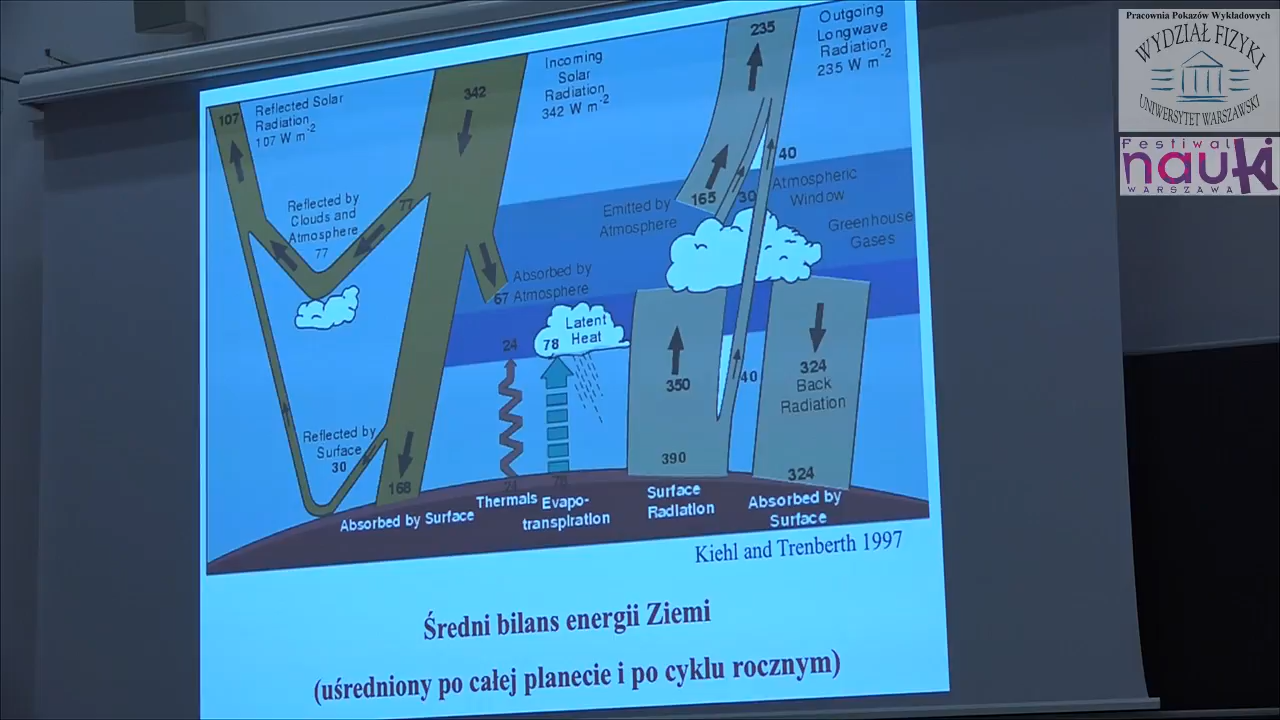 Pracownia Pokazów Wykładowych
WYDZIAŁ FIZYKI
UNIWERSYTET WARSZAWSKI
Festiwal
nauki
WARSZAWA
107
Reflected Solar
Radiation
107 W m-2
342
Incoming
Solar
Radiation
342 W m-2
235
Outgoing
Longwave
Radiation
235 W m-2
Reflected by
Clouds and
Atmosphere
77
77
Emitted by
Atmosphere
165
30
40
Atmospheric
Window
Greenhouse
Gases
67
Absorbed by
Atmosphere
24
78
Latent
Heat
350
40
324
Back
Radiation
Reflected by
Surface
30
168
390
324
24
78
Absorbed by Surface
Thermals
Evapo-
transpiration
Surface
Radiation
Absorbed by
Surface
Kiehl and Trenberth 1997
Średni bilans energii Ziemi
(uśredniony po całej planecie i po cyklu rocznym)